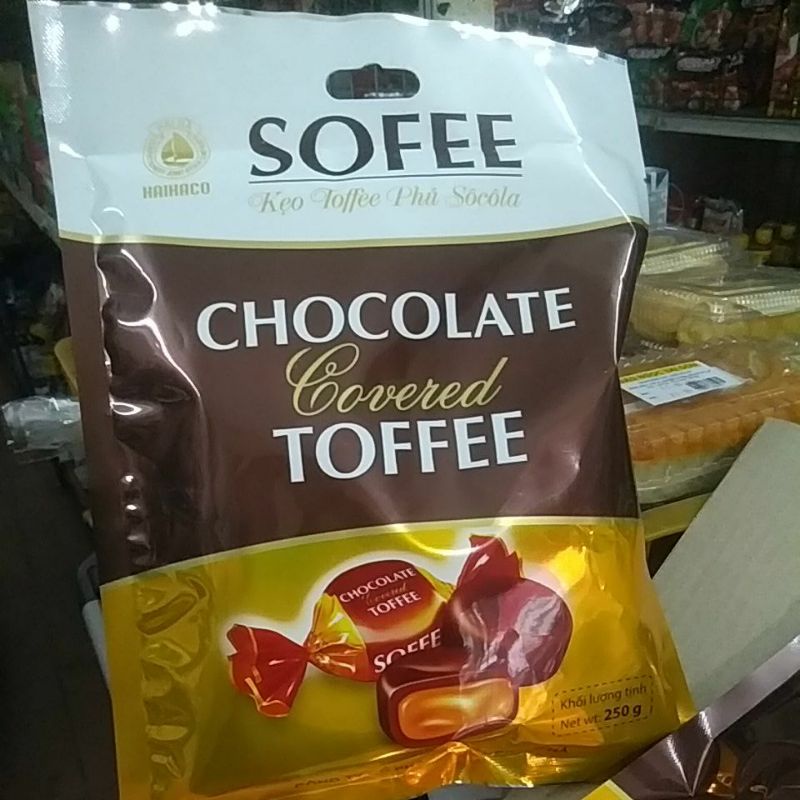 SOFEE
HAIHACO
Kẹo Toffee Phủ Sôcôla
CHOCOLATE
Covered
TOFFEE
CHOCOLATE
Covered
TOFFEE
SOFEE
Khối lượng tịnh
Net wt: 250 g